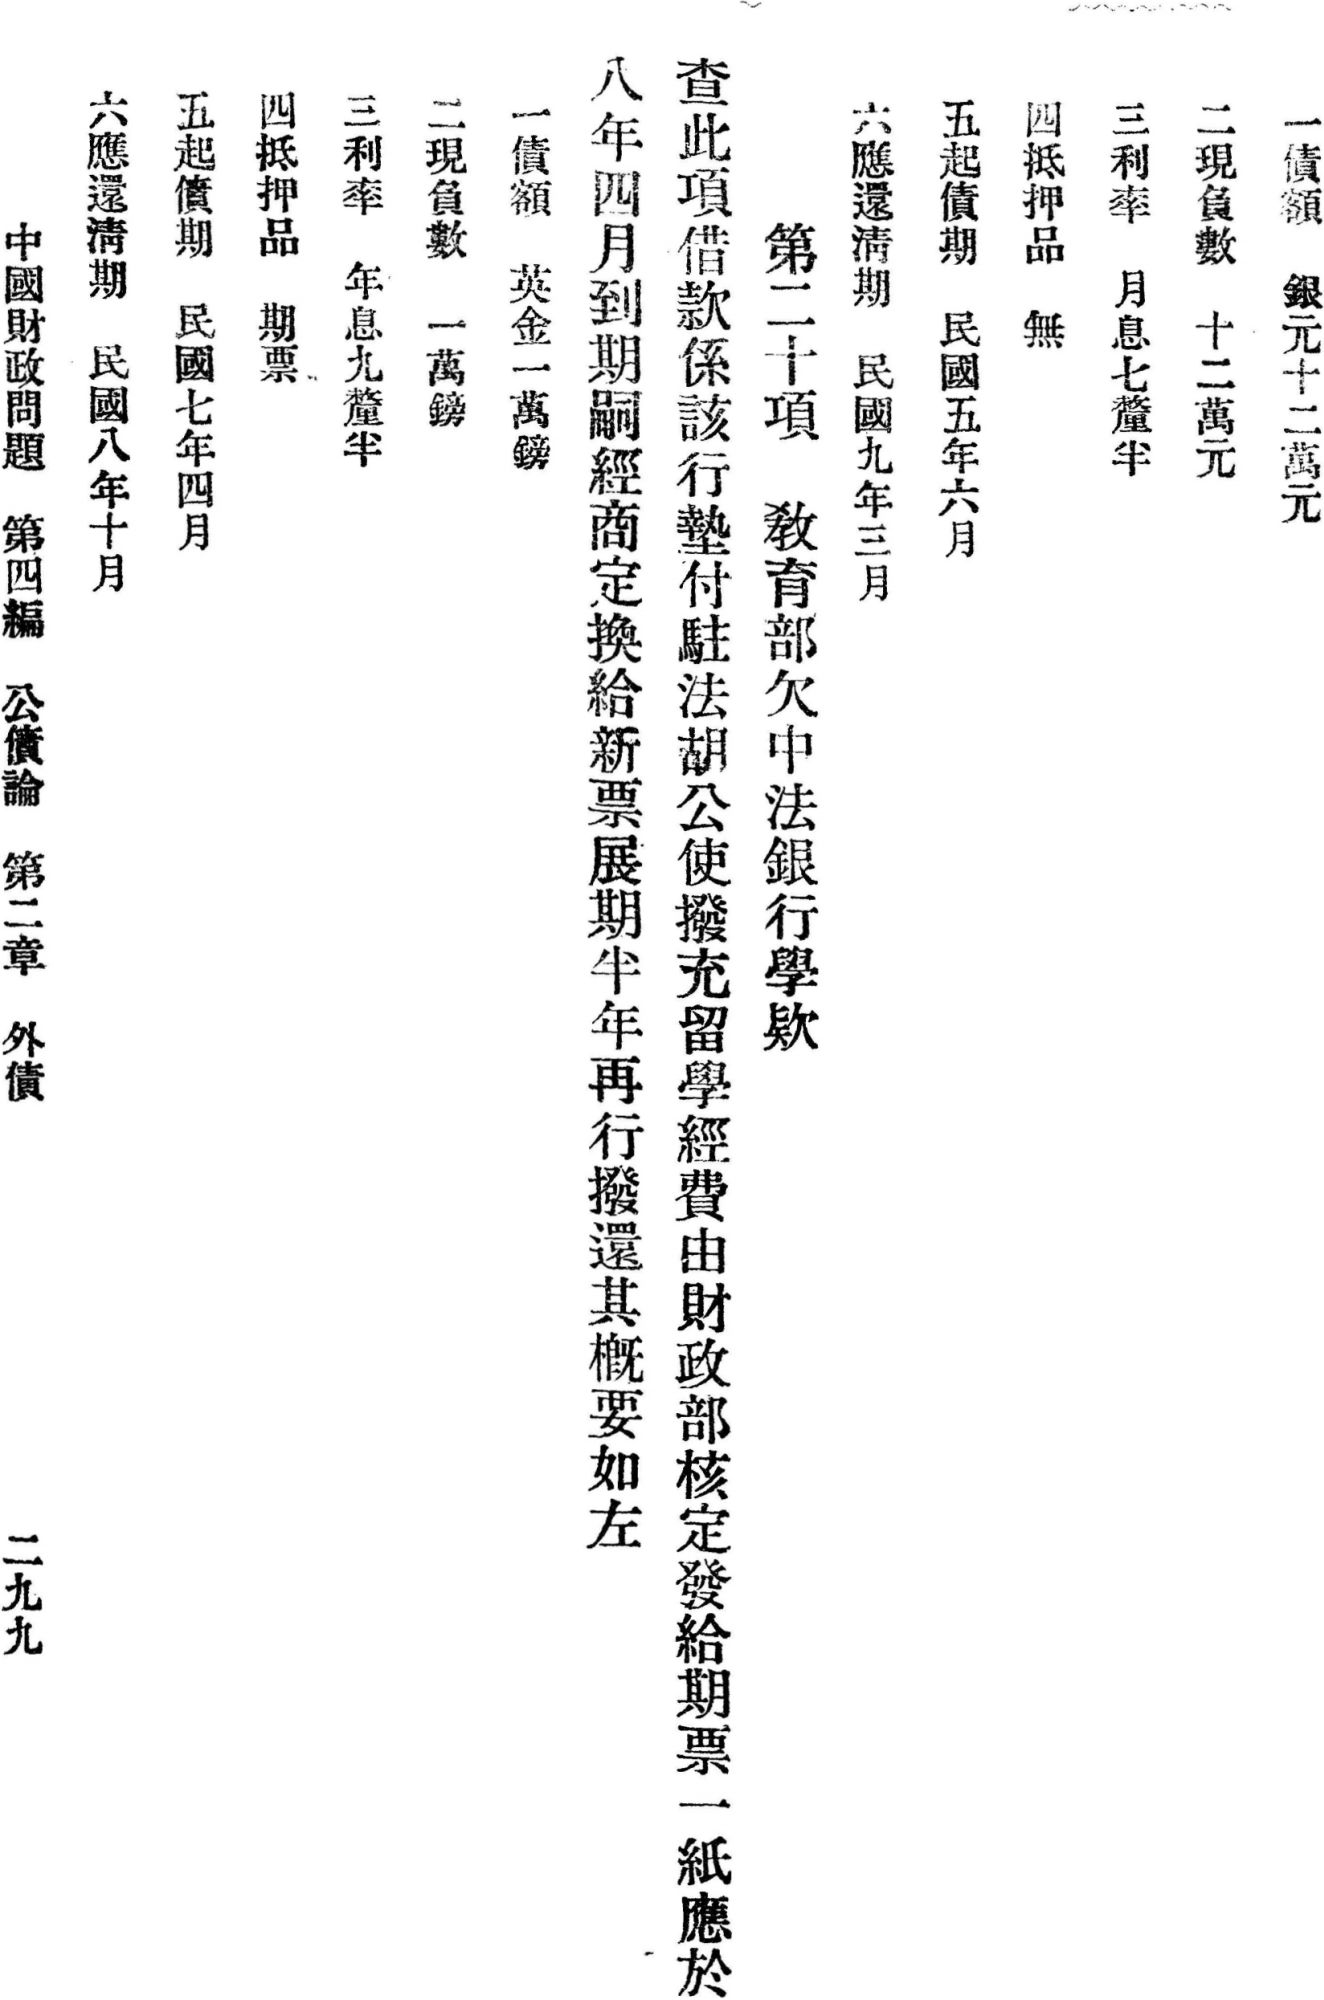 一債額　銀元十二萬元
二現負數　十二萬元
三利率　月息七釐半
四抵押品　無
五起債期　民國五年六月
六應還淸期　民國九年三月
第二十項　敎育部欠中法銀行學欵
查此項借款係該行墊付駐法胡公使撥充留學經費由財政部核定發給期票一紙應於
八年四月到期嗣經商定換給新票展期半年再行撥還其槪要如左
一債額　英金一萬鎊
二現負數　一萬鎊
三利率　年息九釐半
四抵押品　期票
五起債期　民國七年四月
六應還淸期　民國八年十月
中國財政問題　第四編　公債論　第二章　外債　二九九